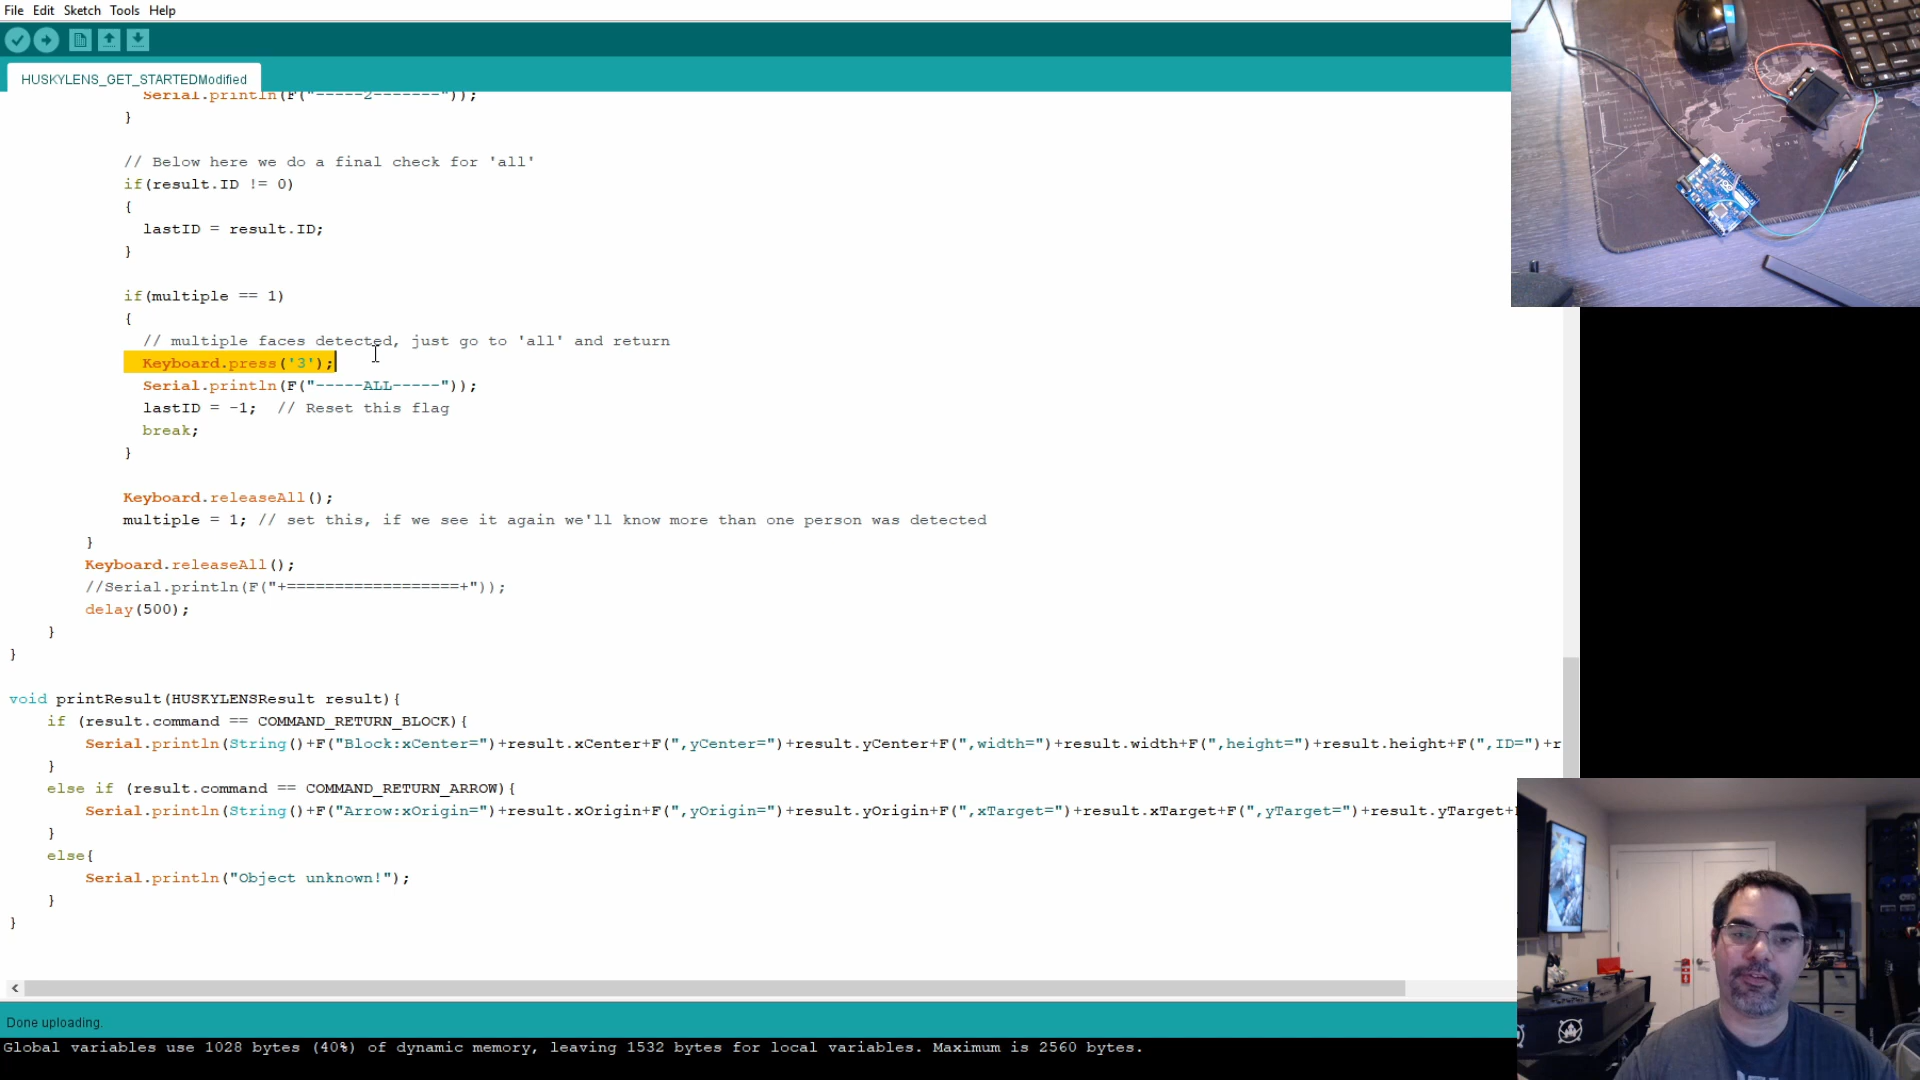 File Edit Sketch Tools Help
HUSKYLENS_GET_STARTEDModified
Serial.println(F("-----2-------"));
}
// Below here we do a final check for 'all'
if(result.ID != 0)
{
lastID = result.ID;
}
if(multiple == 1)
{
// multiple faces detected, just go to 'all' and return
Keyboard.press('3');
Serial.println(F("-----ALL-----"));
lastID = -1;  // Reset this flag
break;
}
Keyboard.releaseAll();
multiple = 1; // set this, if we see it again we'll know more than one person was detected
}
Keyboard.releaseAll();
//Serial.println(F("+==================+"));
delay(500);
}
}
void printResult(HUSKYLENSResult result){
if (result.command == COMMAND_RETURN_BLOCK){
Serial.println(String()+F("Block:xCenter=")+result.xCenter+F(",yCenter=")+result.yCenter+F(",width=")+result.width+F(",height=")+result.height+F(",ID=")+r
}
else if (result.command == COMMAND_RETURN_ARROW){
Serial.println(String()+F("Arrow:xOrigin=")+result.xOrigin+F(",yOrigin=")+result.yOrigin+F(",xTarget=")+result.xTarget+F(",yTarget=")+result.yTarget+
}
else{
Serial.println("Object unknown!");
}
}
Done uploading.
Global variables use 1028 bytes (40%) of dynamic memory, leaving 1532 bytes for local variables. Maximum is 2560 bytes.